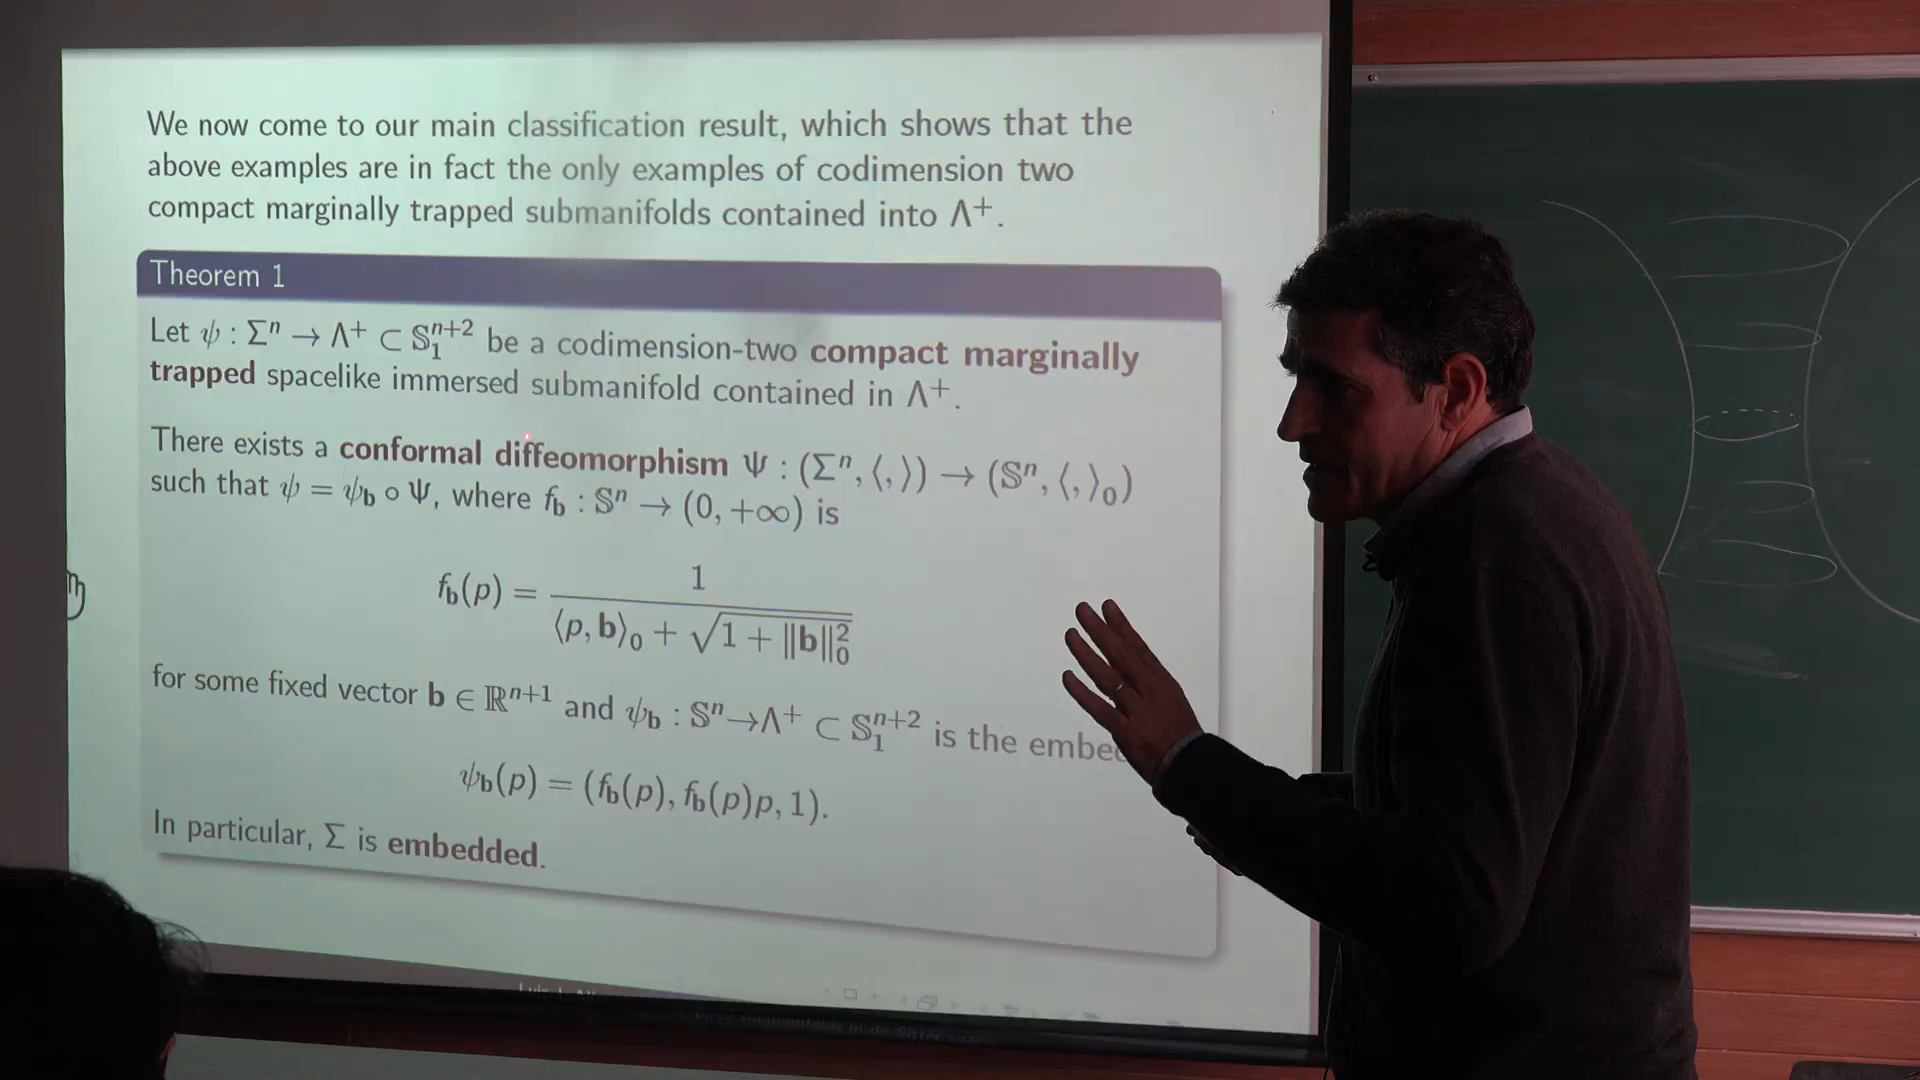 We now come to our main classification result, which shows that the
above examples are in fact the only examples of codimension two
compact marginally trapped submanifolds contained into Λ⁺.
Theorem 1
Let ψ : Σⁿ → Λ⁺ ⊂ 𝕊₁ⁿ⁺² be a codimension-two compact marginally
trapped spacelike immersed submanifold contained in Λ⁺.
There exists a conformal diffeomorphism Ψ : (Σⁿ, ⟨,⟩) → (𝕊ⁿ, ⟨,⟩₀)
such that ψ = ψ_b ∘ Ψ, where f_b : 𝕊ⁿ → (0, +∞) is
f_b(p) = 1 / (⟨p, b⟩₀ + √(1 + ‖b‖₀²))
for some fixed vector b ∈ ℝⁿ⁺¹ and ψ_b : 𝕊ⁿ → Λ⁺ ⊂ 𝕊₁ⁿ⁺² is the
ψ_b(p) = (f_b(p), f_b(p)p, 1).
In particular, Σ is embedded.